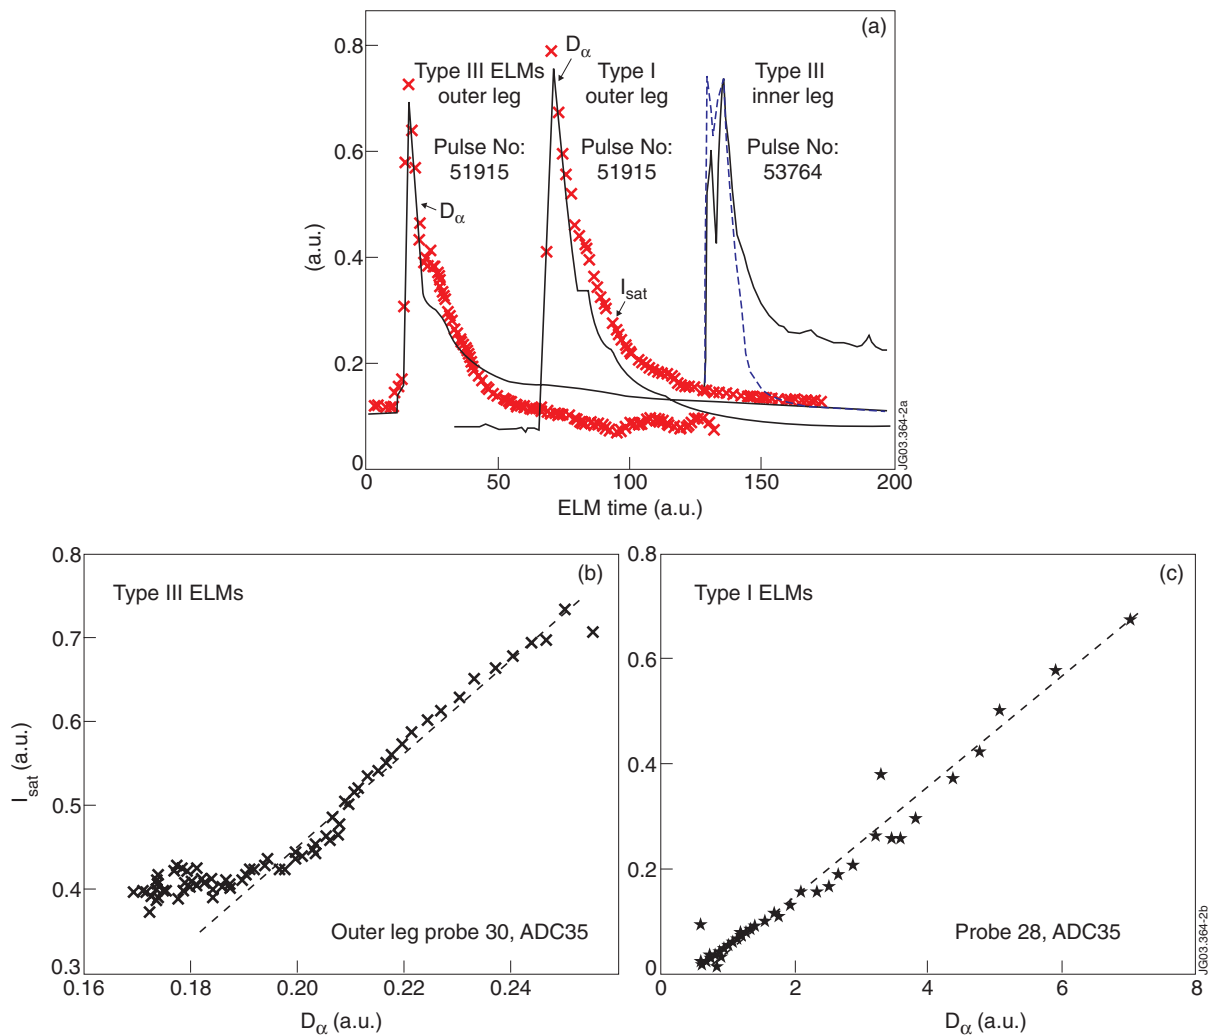 (a)
0.8
0.6
0.4
0.2
0
(a.u.)
Type III ELMs
outer leg
Pulse No:
51915
Dα
Dα
Type I
outer leg
Pulse No:
51915
Isat
Type III
inner leg
Pulse No:
53764
0 50 100 150 200
ELM time (a.u.)
JG03.364-2a
(b)
Type III ELMs
0.8
0.7
0.6
0.5
0.4
0.3
Isat (a.u.)
Outer leg probe 30, ADC35
0.16 0.18 0.20 0.22 0.24
Dα (a.u.)
(c)
Type I ELMs
0.8
0.6
0.4
0.2
0
Probe 28, ADC35
0 2 4 6 8
Dα (a.u.)
JG03.364-2b